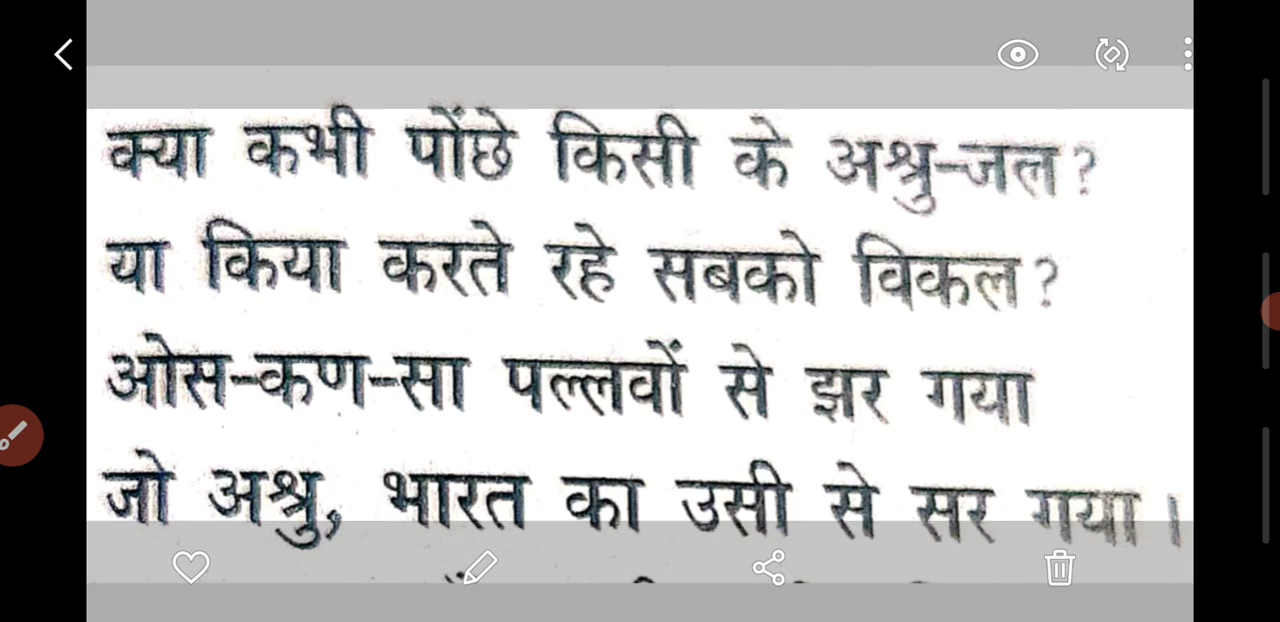 क्या कभी पोंछे किसी के अश्रु-जल?
या किया करते रहे सबको विकल?
ओस-कण-सा पल्लवों से झर गया
जो अश्रु, भारत का उसी से सर गया।